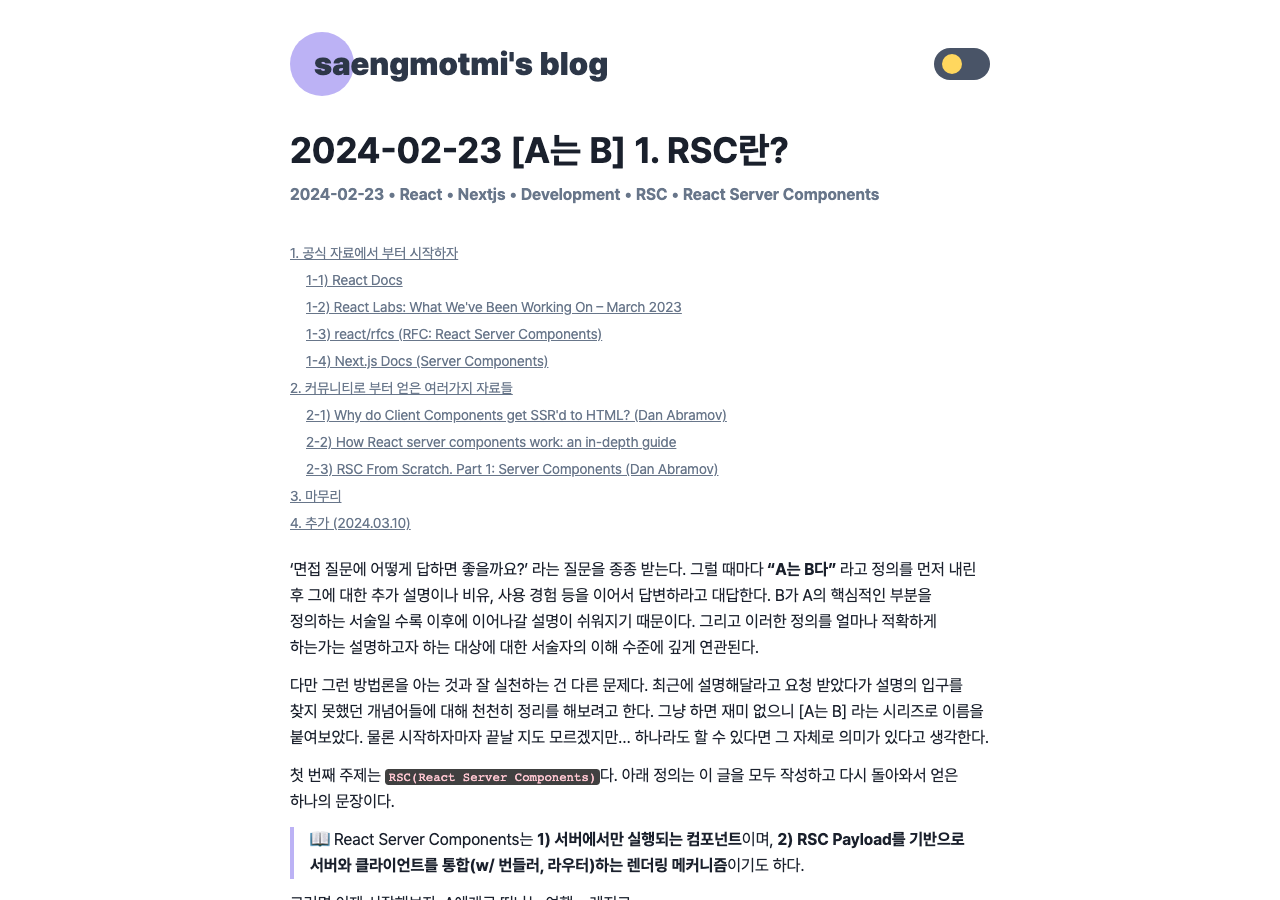 saengmotmi's blog
2024-02-23 [A는 B] 1. RSC란?
2024-02-23 • React • Nextjs • Development • RSC • React Server Components
1. 공식 자료에서 부터 시작하자
1-1) React Docs
1-2) React Labs: What We've Been Working On – March 2023
1-3) react/rfcs (RFC: React Server Components)
1-4) Next.js Docs (Server Components)
2. 커뮤니티로 부터 얻은 여러가지 자료들
2-1) Why do Client Components get SSR'd to HTML? (Dan Abramov)
2-2) How React server components work: an in-depth guide
2-3) RSC From Scratch. Part 1: Server Components (Dan Abramov)
3. 마무리
4. 추가 (2024.03.10)
‘면접 질문에 어떻게 답하면 좋을까요?’ 라는 질문을 종종 받는다. 그럴 때마다 “A는 B다” 라고 정의를 먼저 내린
후 그에 대한 추가 설명이나 비유, 사용 경험 등을 이어서 답변하라고 대답한다. B가 A의 핵심적인 부분을
정의하는 서술일 수록 이후에 이어나갈 설명이 쉬워지기 때문이다. 그리고 이러한 정의를 얼마나 적확하게
하는가는 설명하고자 하는 대상에 대한 서술자의 이해 수준에 깊게 연관된다.
다만 그런 방법론을 아는 것과 잘 실천하는 건 다른 문제다. 최근에 설명해달라고 요청 받았다가 설명의 입구를
찾지 못했던 개념어들에 대해 천천히 정리를 해보려고 한다. 그냥 하면 재미 없으니 [A는 B] 라는 시리즈로 이름을
붙여보았다. 물론 시작하자마자 끝날 지도 모르겠지만… 하나라도 할 수 있다면 그 자체로 의미가 있다고 생각한다.
첫 번째 주제는 RSC(React Server Components)다. 아래 정의는 이 글을 모두 작성하고 다시 돌아와서 얻은
하나의 문장이다.
📖 React Server Components는 1) 서버에서만 실행되는 컴포넌트이며, 2) RSC Payload를 기반으로
서버와 클라이언트를 통합(w/ 번들러, 라우터)하는 렌더링 메커니즘이기도 하다.